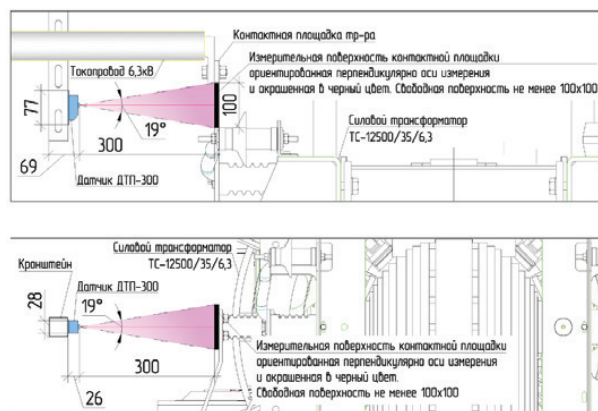 Контактная площадка тр-ра
Измерительная поверхность контактной площадки
ориентированная перпендикулярно оси измерения
и окрашенная в черный цвет. Свободная поверхность не менее 100х100
Токопровод 6,3кВ
77
100
19°
Силовой трансформатор
ТС-12500/35/6,3
300
69
Датчик ДТП-300
Силовой трансформатор
ТС-12500/35/6,3
Кронштейн
Датчик ДТП-300
28
19°
300
Измерительная поверхность контактной площадки
ориентированная перпендикулярно оси измерения
и окрашенная в черный цвет.
Свободная поверхность не менее 100х100
26